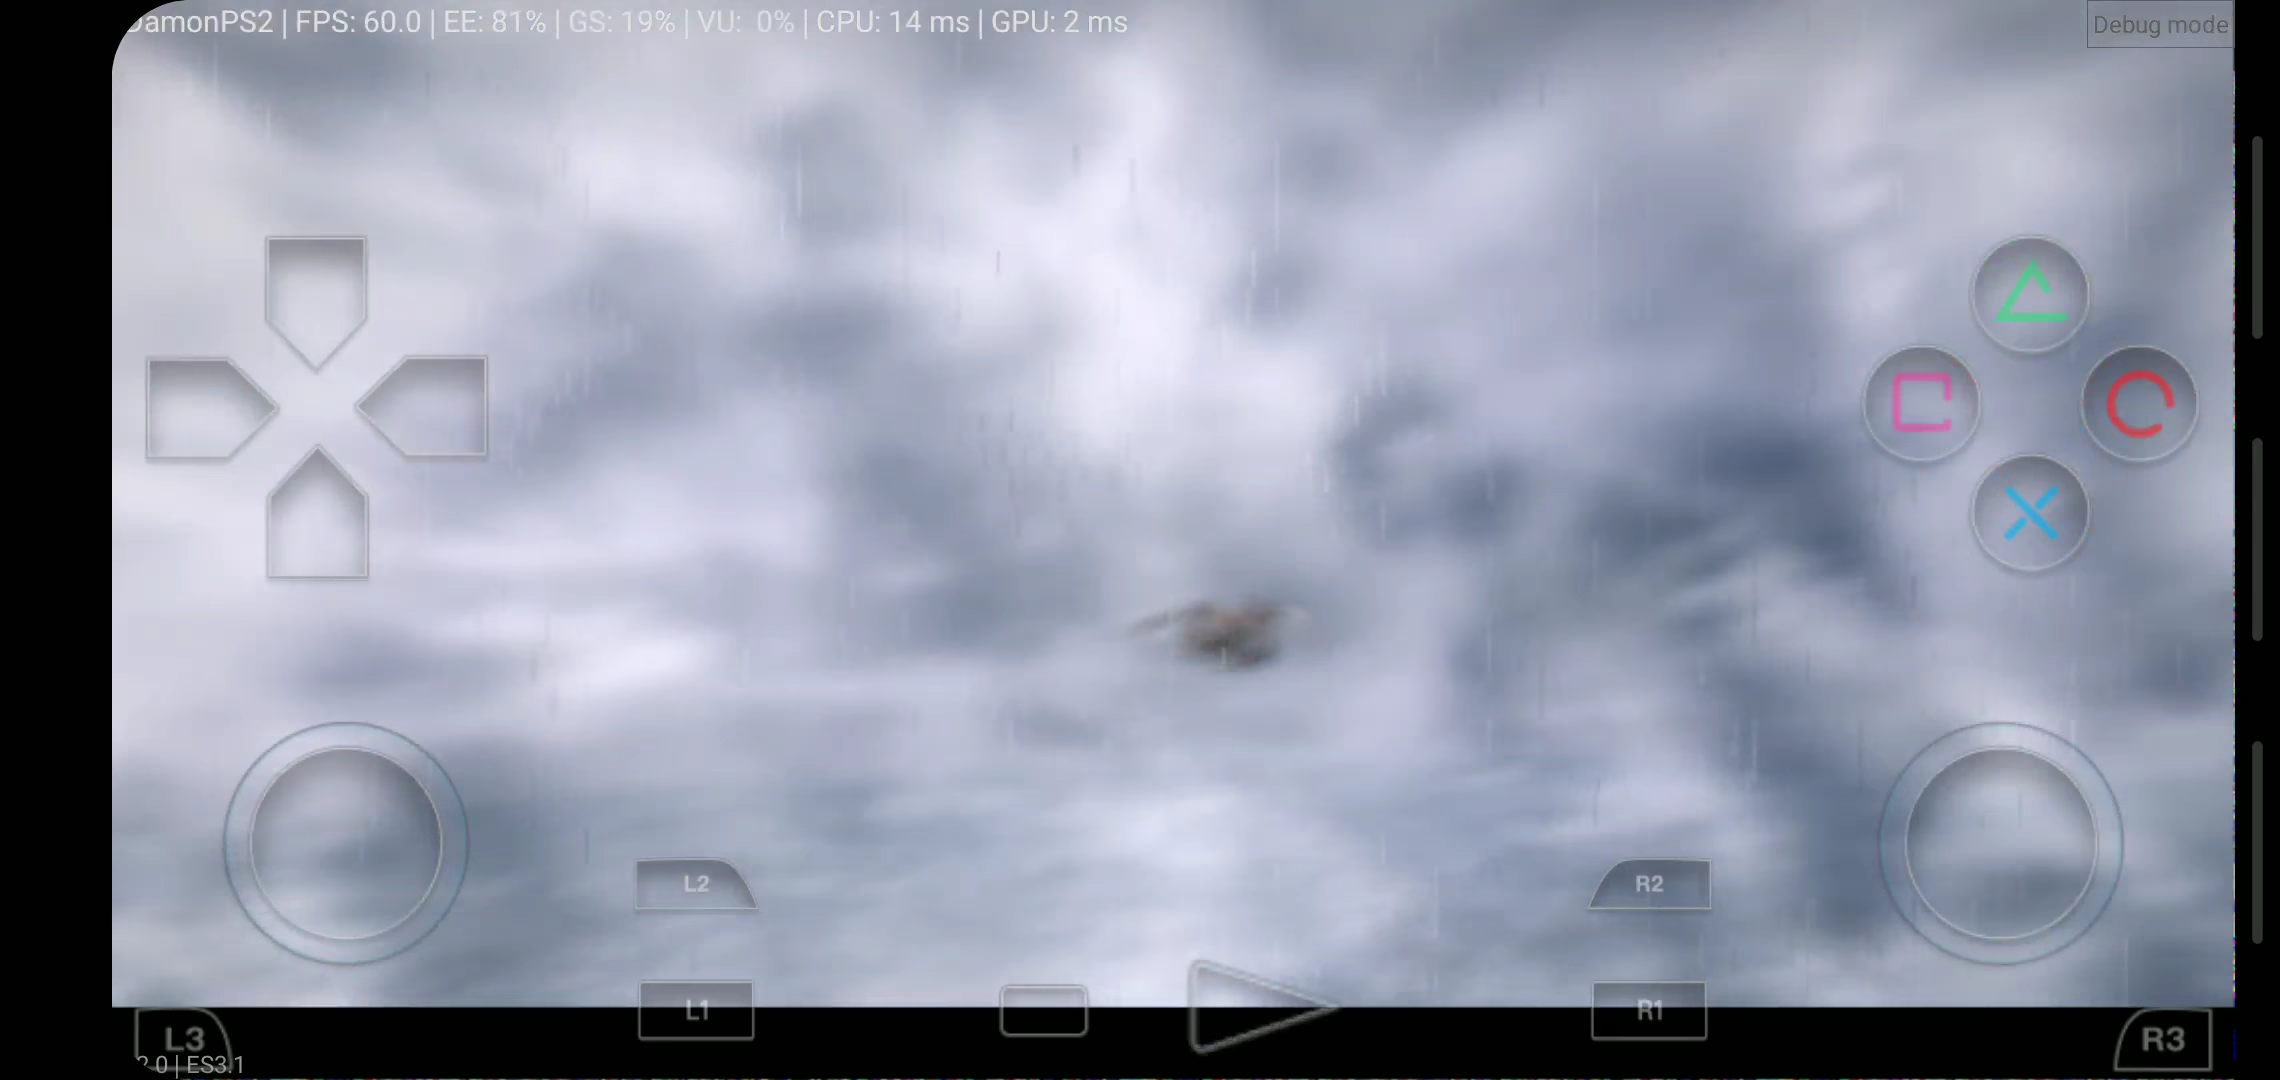 DamonPS2 | FPS: 60.0 | EE: 81% | GS: 19% | VU: 0% | CPU: 14 ms | GPU: 2 ms
Debug mode
L2
R2
L1
R1
L3
R3
2.0 | ES3.1